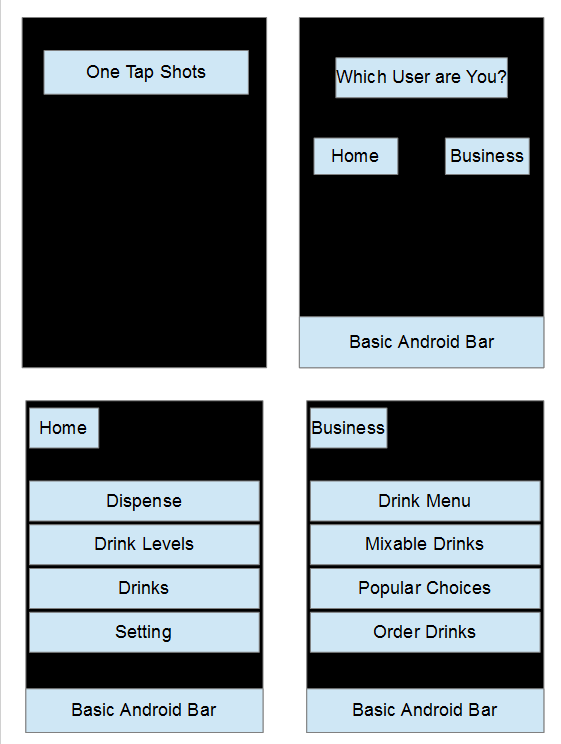 One Tap Shots
Which User are You?
Home
Business
Basic Android Bar
Home
Dispense
Drink Levels
Drinks
Setting
Basic Android Bar
Business
Drink Menu
Mixable Drinks
Popular Choices
Order Drinks
Basic Android Bar